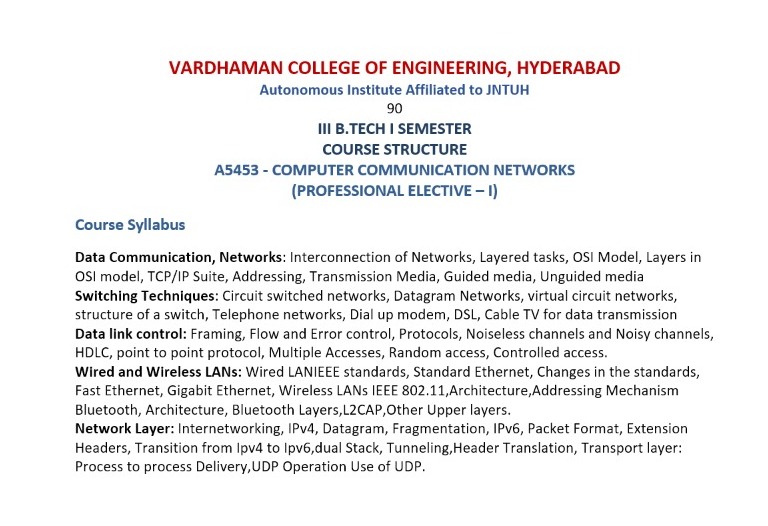 VARDHAMAN COLLEGE OF ENGINEERING, HYDERABAD
Autonomous Institute Affiliated to JNTUH
90
III B.TECH I SEMESTER
COURSE STRUCTURE
A5453 - COMPUTER COMMUNICATION NETWORKS
(PROFESSIONAL ELECTIVE – I)
Course Syllabus
Data Communication, Networks: Interconnection of Networks, Layered tasks, OSI Model, Layers in
OSI model, TCP/IP Suite, Addressing, Transmission Media, Guided media, Unguided media
Switching Techniques: Circuit switched networks, Datagram Networks, virtual circuit networks,
structure of a switch, Telephone networks, Dial up modem, DSL, Cable TV for data transmission
Data link control: Framing, Flow and Error control, Protocols, Noiseless channels and Noisy channels,
HDLC, point to point protocol, Multiple Accesses, Random access, Controlled access.
Wired and Wireless LANs: Wired LANIEEE standards, Standard Ethernet, Changes in the standards,
Fast Ethernet, Gigabit Ethernet, Wireless LANs IEEE 802.11,Architecture,Addressing Mechanism
Bluetooth, Architecture, Bluetooth Layers,L2CAP,Other Upper layers.
Network Layer: Internetworking, IPv4, Datagram, Fragmentation, IPv6, Packet Format, Extension
Headers, Transition from Ipv4 to Ipv6,dual Stack, Tunneling,Header Translation, Transport layer:
Process to process Delivery,UDP Operation Use of UDP.